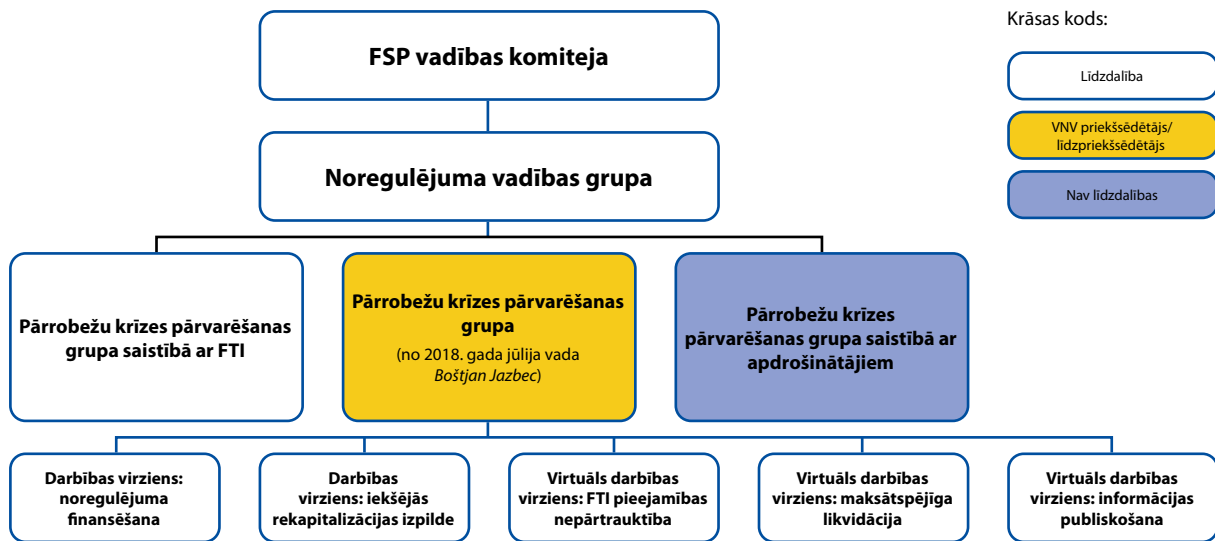 FSP vadības komiteja
Noregulējuma vadības grupa
Krāsas kods:
Līdzdalība
VNV priekšsēdētājs/
līdzpriekšsēdētājs
Nav līdzdalības
Pārrobežu krīzes pārvarēšanas
grupa saistībā ar FTI
Pārrobežu krīzes pārvarēšanas
grupa
(no 2018. gada jūlija vada
Boštjan Jazbec)
Pārrobežu krīzes
pārvarēšanas grupa saistībā ar
apdrošinātājiem
Darbības virziens:
noregulējuma
finansēšana
Darbības
virziens: iekšējās
rekapitalizācijas izpilde
Virtuāls darbības
virziens: FTI pieejamības
nepārtrauktība
Virtuāls darbības
virziens: maksātspējīga
likvidācija
Virtuāls darbības
virziens: informācijas
publiskošana